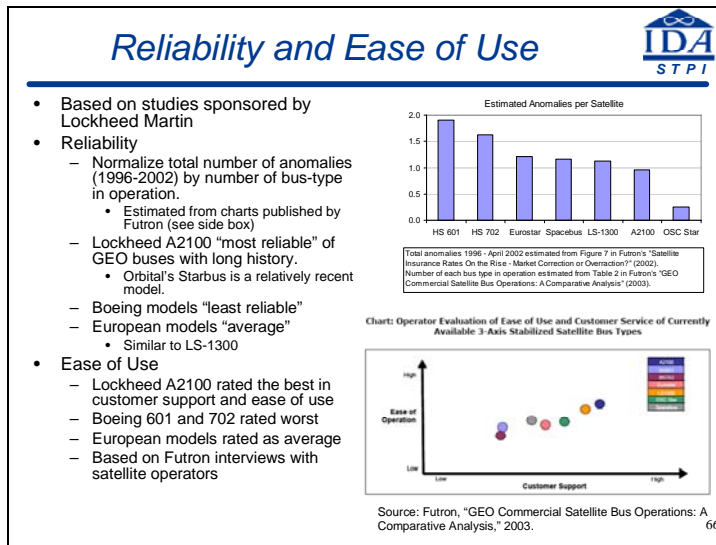 Reliability and Ease of Use
IDA
STPI
• Based on studies sponsored by
Lockheed Martin
• Reliability
– Normalize total number of anomalies
(1996-2002) by number of bus-type
in operation.
• Estimated from charts published by
Futron (see side box)
– Lockheed A2100 “most reliable” of
GEO buses with long history.
• Orbital’s Starbus is a relatively recent
model.
– Boeing models “least reliable”
– European models “average”
• Similar to LS-1300
• Ease of Use
– Lockheed A2100 rated the best in
customer support and ease of use
– Boeing 601 and 702 rated worst
– European models rated as average
– Based on Futron interviews with
satellite operators
Estimated Anomalies per Satellite
2.0
1.5
1.0
0.5
0.0
HS 601 HS 702 Eurostar Spacebus LS-1300 A2100 OSC Star
Total anomalies 1996 - April 2002 estimated from Figure 7 in Futron's "Satellite
Insurance Rates On the Rise - Market Correction or Overraction?" (2002).
Number of each bus type in operation estimated from Table 2 in Futron's "GEO
Commercial Satellite Bus Operations: A Comparative Analysis" (2003).
Chart: Operator Evaluation of Ease of Use and Customer Service of Currently
Available 3-Axis Stabilized Satellite Bus Types
High
Ease of
Operation
Low
Low
High
Customer Support
A2100
Source: Futron, “GEO Commercial Satellite Bus Operations: A
Comparative Analysis,” 2003.